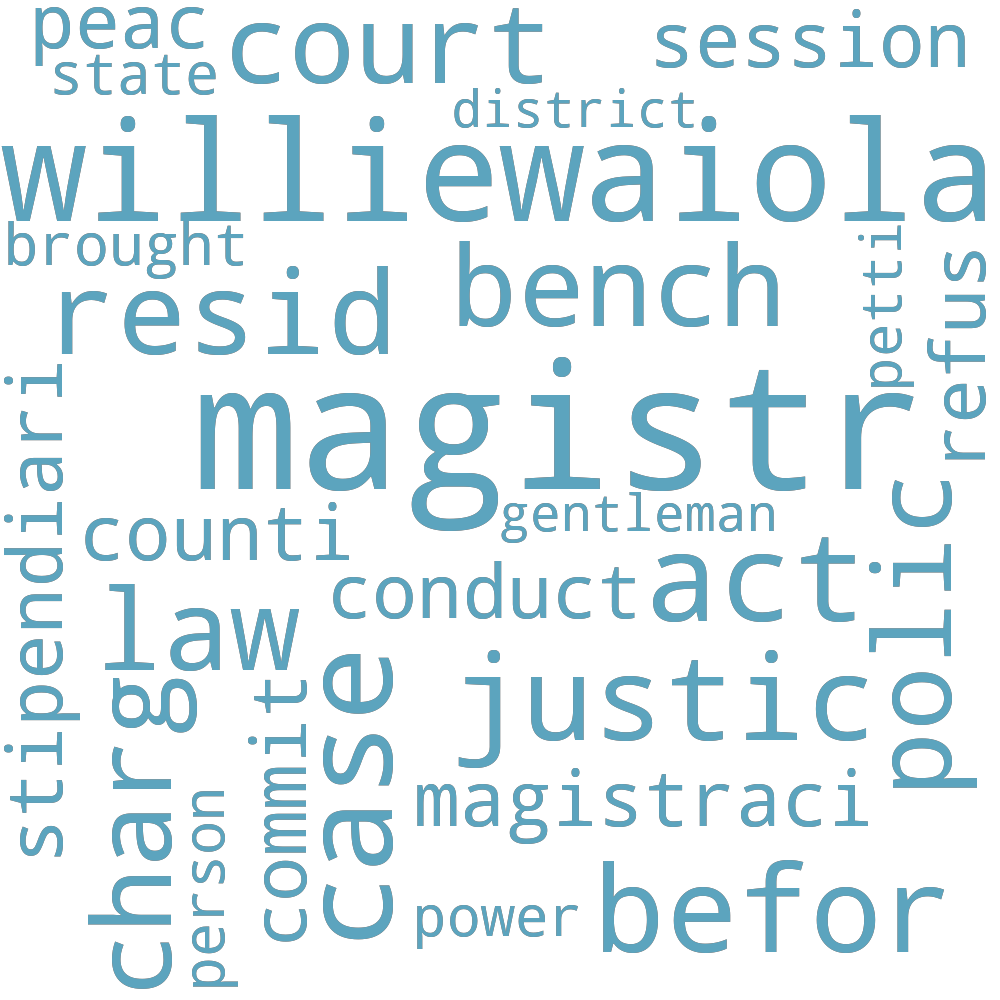 peac
court
session
state
district
williewaiola
brought
resid
bench
pettii
refus
magistr
stipendiari
counti
gentleman
polic
conduct
act
law
charg
commit
case
justic
person
magistraci
power
befor